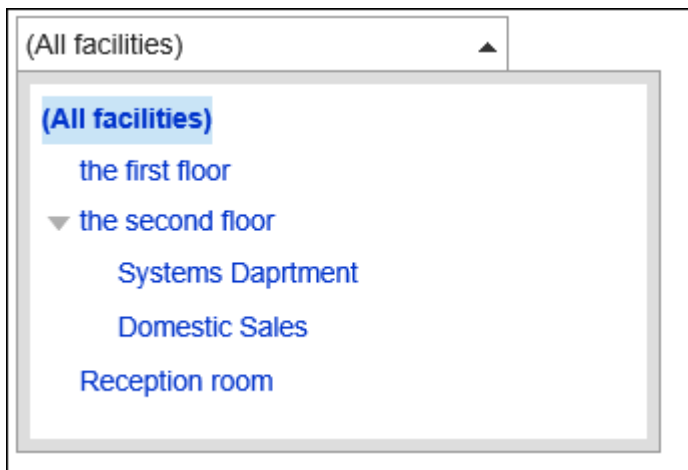 (All facilities)
(All facilities)
the first floor
the second floor
Systems Daprtment
Domestic Sales
Reception room